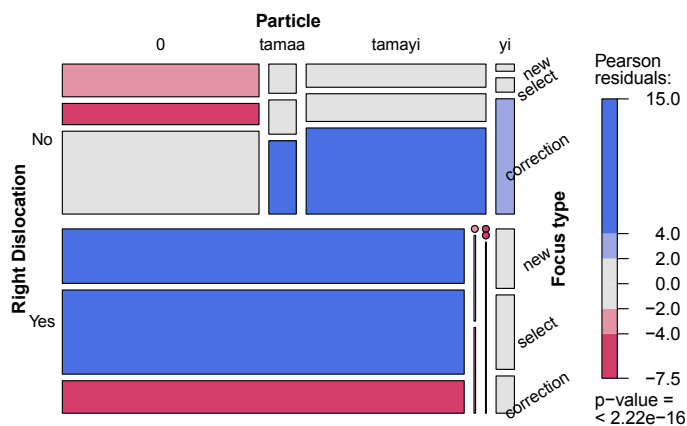 Particle
0 tamaa tamayi yi
Right Dislocation
No
Yes
new
select
correction
new
select
correction
Focus type
Pearson
residuals:
15.0
4.0
2.0
0.0
−2.0
−4.0
−7.5
p−value =
< 2.22e−16